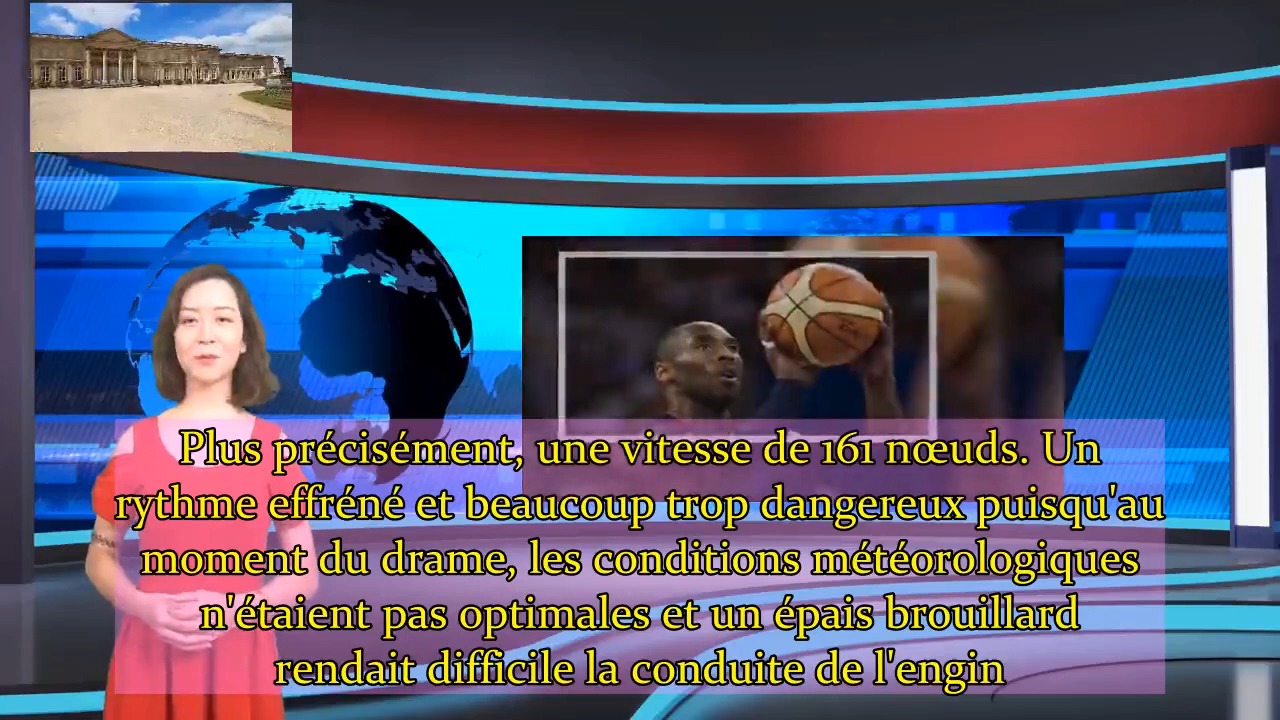 Plus précisément, une vitesse de 161 nœuds. Un
rythme effréné et beaucoup trop dangereux puisqu'au
moment du drame, les conditions météorologiques
n'étaient pas optimales et un épais brouillard
rendait difficile la conduite de l'engin